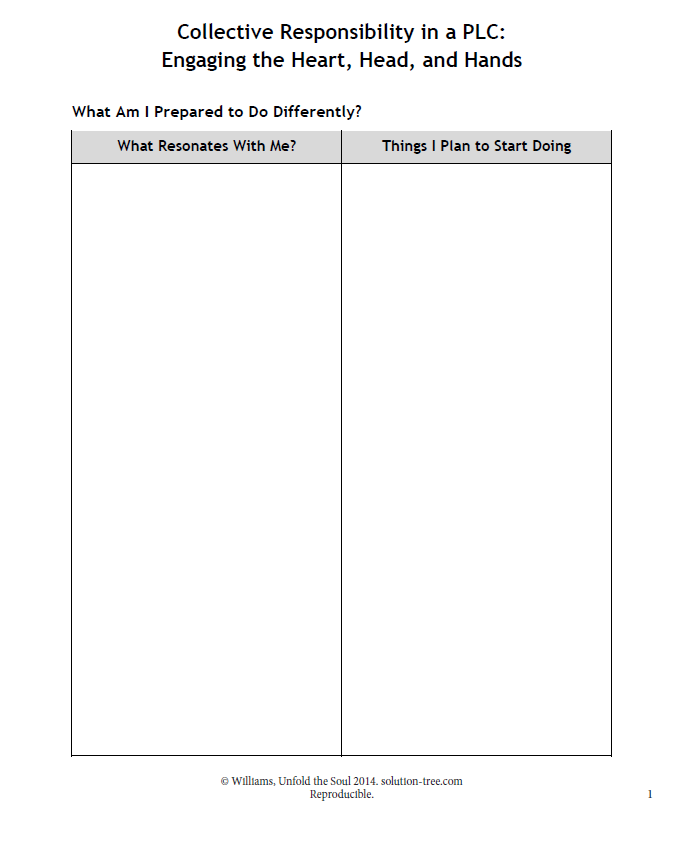 Collective Responsibility in a PLC:
Engaging the Heart, Head, and Hands
What Am I Prepared to Do Differently?
What Resonates With Me?
Things I Plan to Start Doing
© Williams, Unfold the Soul 2014. solution-tree.com
Reproducible.
1